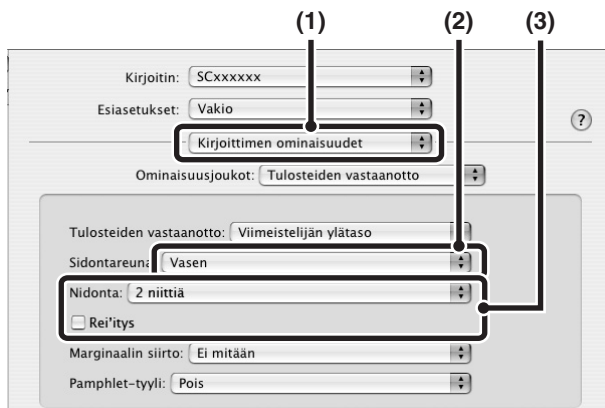 (1) (2) (3)
Kirjoitin: SCxxxxxx
Esiasetukset: Vakio
?
Kirjoittimen ominaisuudet
Ominaisuusjoukot: Tulosteiden vastaanotto
Tulosteiden vastaanotto: Viimeistelijän ylätaso
Sidontareuna Vasen
Nidonta: 2 niittiä
Rei'itys
Marginaalin siirto: Ei mitään
Pamphlet-tyyli: Pois